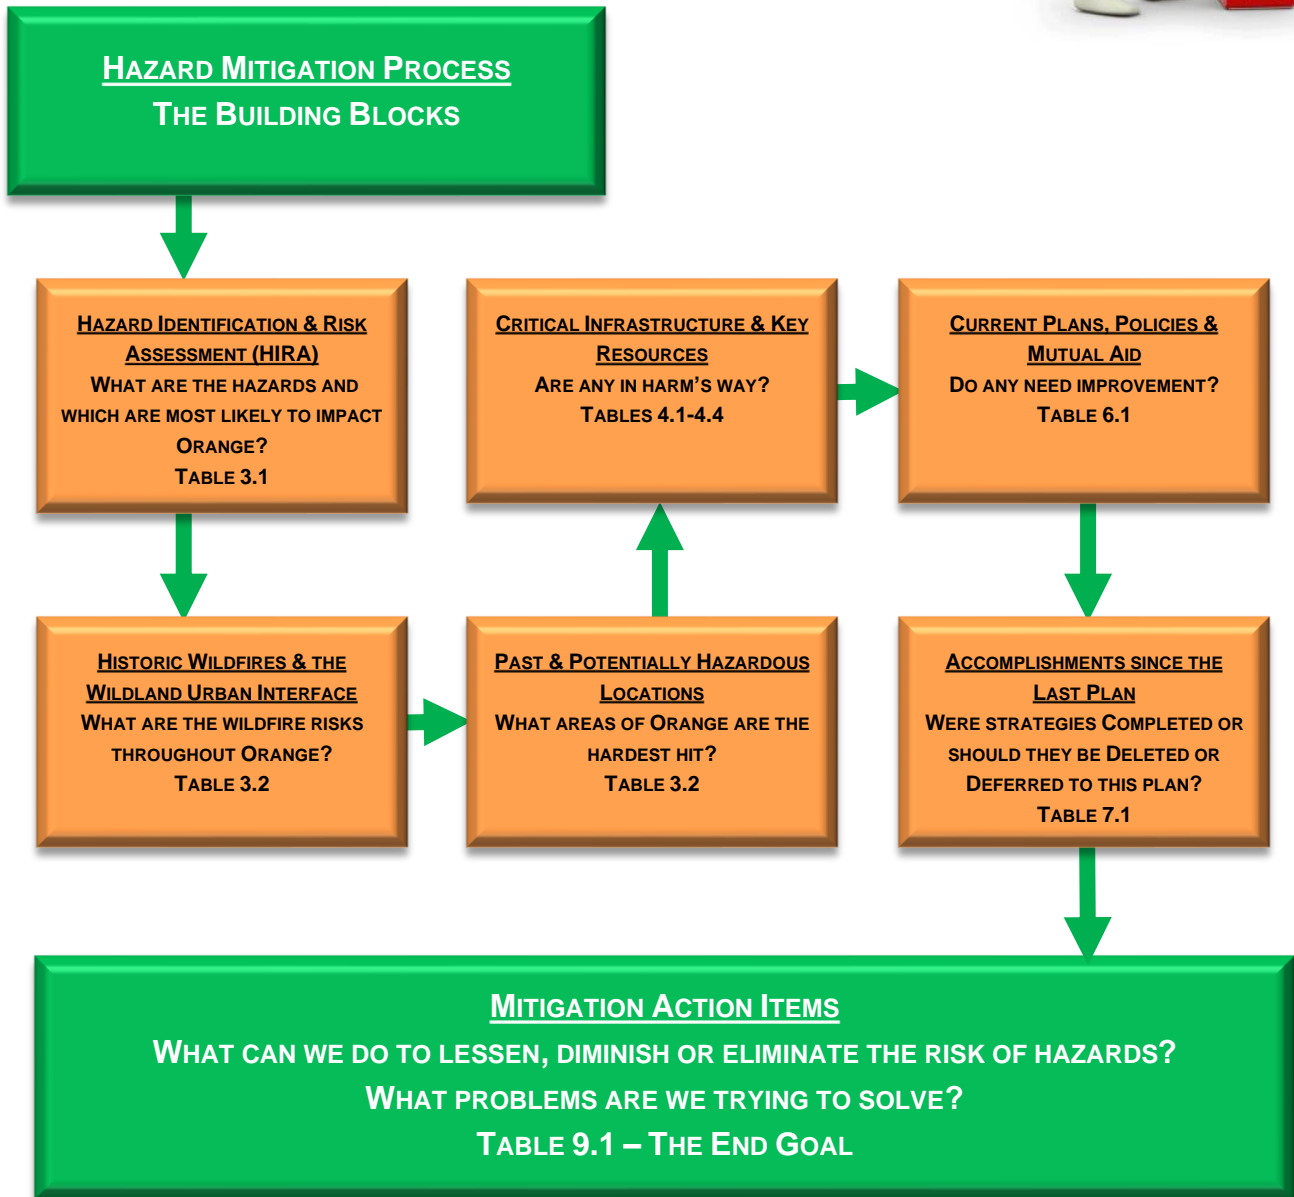 HAZARD MITIGATION PROCESS
THE BUILDING BLOCKS
HAZARD IDENTIFICATION & RISK
ASSESSMENT (HIRA)
WHAT ARE THE HAZARDS AND
WHICH ARE MOST LIKELY TO IMPACT
ORANGE?
TABLE 3.1
HISTORIC WILDFIRES & THE
WILDLAND URBAN INTERFACE
WHAT ARE THE WILDFIRE RISKS
THROUGHOUT ORANGE?
TABLE 3.2
PAST & POTENTIALLY HAZARDOUS
LOCATIONS
WHAT AREAS OF ORANGE ARE THE
HARDEST HIT?
TABLE 3.2
CRITICAL INFRASTRUCTURE & KEY
RESOURCES
ARE ANY IN HARM'S WAY?
TABLES 4.1-4.4
CURRENT PLANS, POLICIES &
MUTUAL AID
DO ANY NEED IMPROVEMENT?
TABLE 6.1
ACCOMPLISHMENTS SINCE THE
LAST PLAN
WERE STRATEGIES COMPLETED OR
SHOULD THEY BE DELETED OR
DEFERRED TO THIS PLAN?
TABLE 7.1
MITIGATION ACTION ITEMS
WHAT CAN WE DO TO LESSEN, DIMINISH OR ELIMINATE THE RISK OF HAZARDS?
WHAT PROBLEMS ARE WE TRYING TO SOLVE?
TABLE 9.1 – THE END GOAL